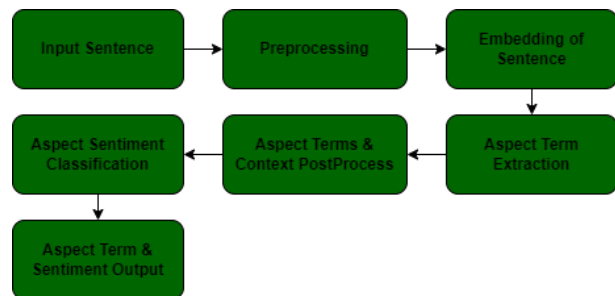 Input Sentence
Preprocessing
Embedding of
Sentence
Aspect Term
Extraction
Aspect Terms &
Context PostProcess
Aspect Sentiment
Classification
Aspect Term &
Sentiment Output